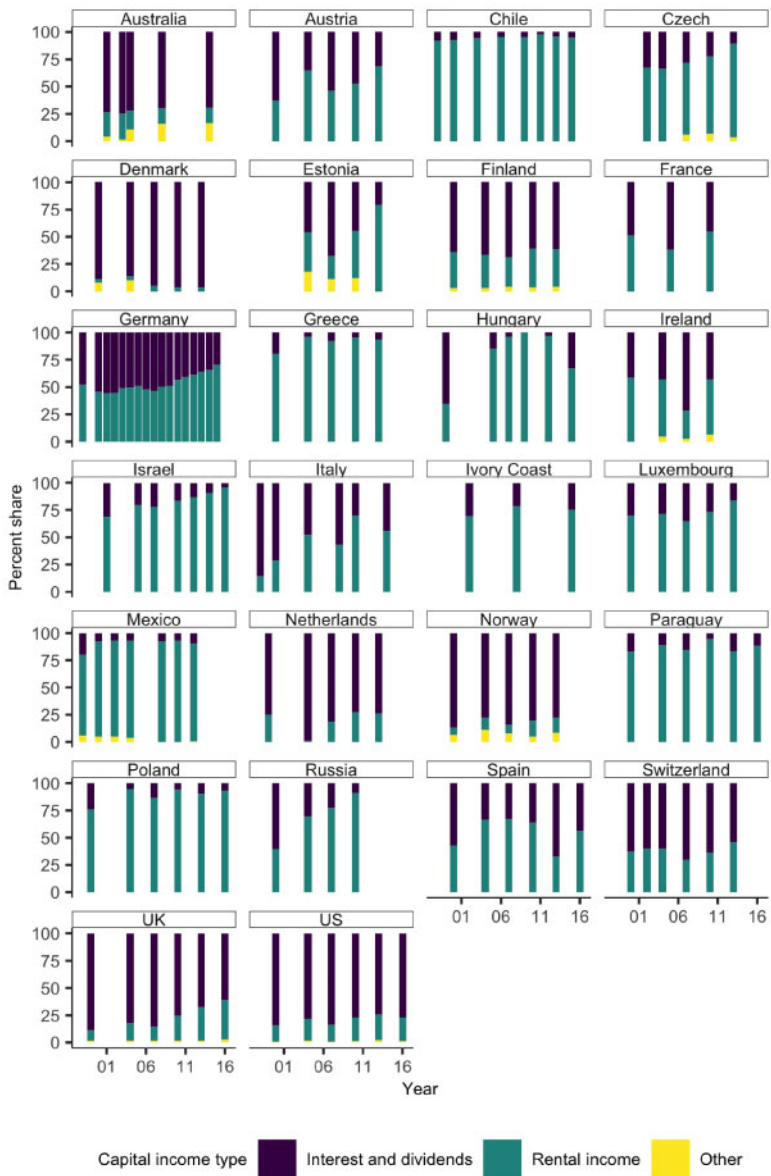 Australia Austria Chile Czech
100
75
50
25
0
Denmark Estonia Finland France
100
75
50
25
0
Germany Greece Hungary Ireland
100
75
50
25
0
Israel Italy Ivory Coast Luxembourg
100
75
50
25
0
Percent share
Mexico Netherlands Norway Paraguay
100
75
50
25
0
Poland Russia Spain Switzerland
100
75
50
25
0
01 06 11 16 01 06 11 16
UK US
100
75
50
25
0
01 06 11 16 01 06 11 16
Year
Capital income type Interest and dividends Rental income Other